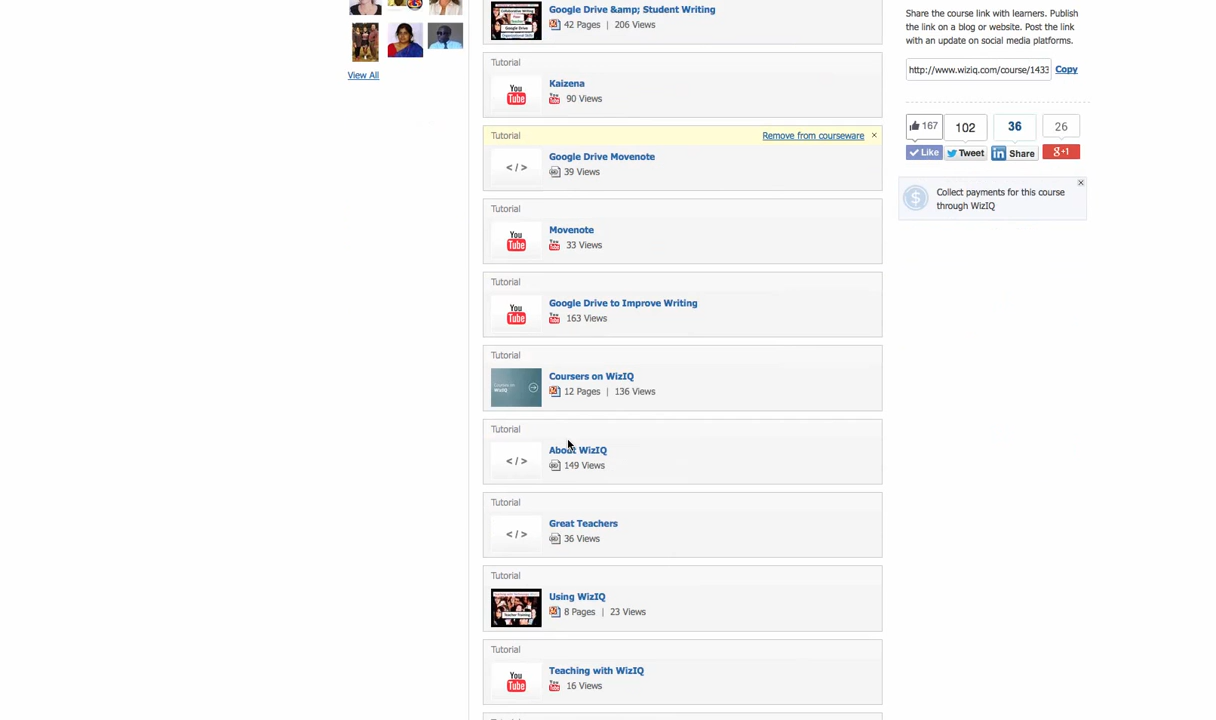 View All
Google Drive &amp; Student Writing
42 Pages | 206 Views
Tutorial
You Tube
Kaizena
90 Views
Tutorial
Remove from courseware ×
</>
Google Drive Movenote
39 Views
Tutorial
You Tube
Movenote
33 Views
Tutorial
You Tube
Google Drive to Improve Writing
163 Views
Tutorial
Coursers on WizIQ
12 Pages | 136 Views
Tutorial
</>
About WizIQ
149 Views
Tutorial
</>
Great Teachers
36 Views
Tutorial
Using WizIQ
8 Pages | 23 Views
Tutorial
You Tube
Teaching with WizIQ
16 Views
Share the course link with learners. Publish
the link on a blog or website. Post the link
with an update on social media platforms.
http://www.wiziq.com/course/1433
Copy
167
102
36
26
Like
Tweet
in Share
g+1
Collect payments for this course
through WizIQ